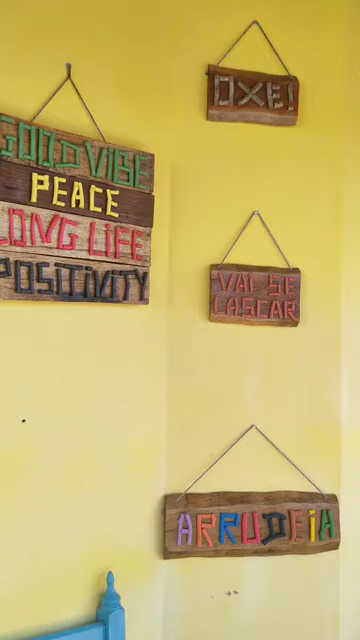 GOOD VIBE
PEACE
LONG LIFE
POSITIVITY
OXE!
VAI SE
LASCAR
ARRUDEIA